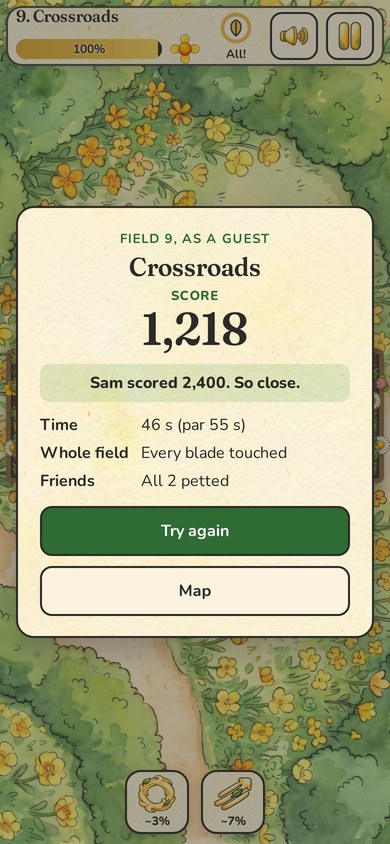 9. Crossroads
100%
All!
FIELD 9, AS A GUEST
Crossroads
SCORE
1,218
Sam scored 2,400. So close.
Time 46 s (par 55 s)
Whole field Every blade touched
Friends All 2 petted
Try again
Map
~3%
~7%